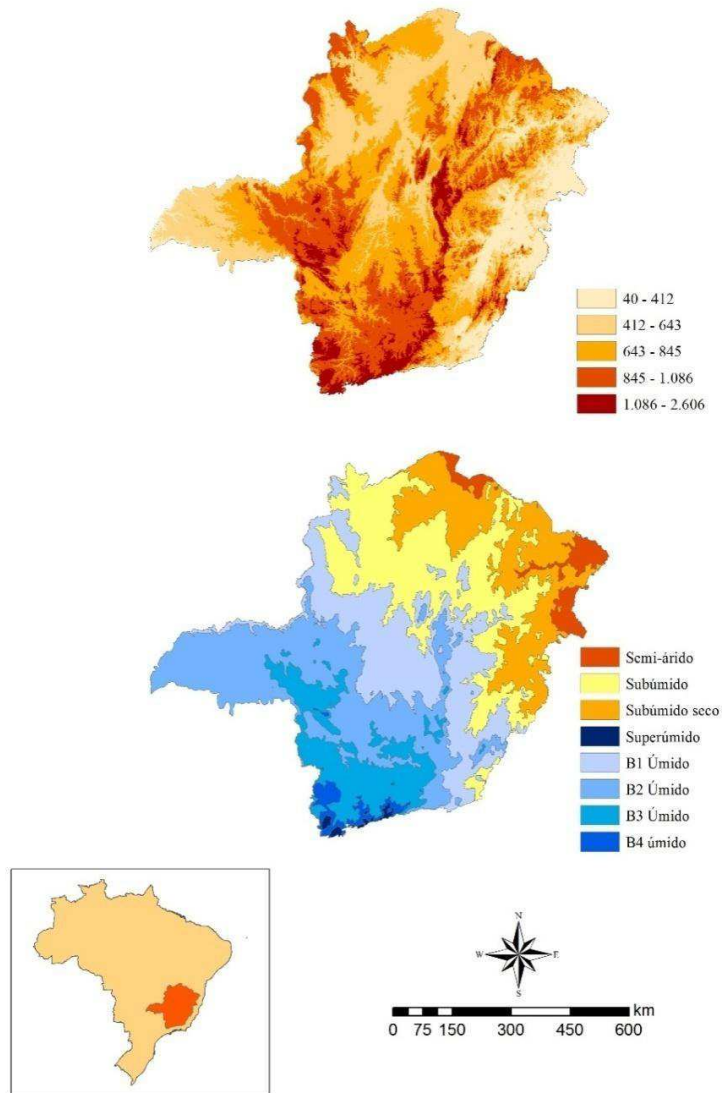 40 - 412
412 - 643
643 - 845
845 - 1.086
1.086 - 2.606
Semi-árido
Subúmido
Subúmido seco
Superúmido
B1 Úmido
B2 Úmido
B3 Úmido
B4 úmido
N
W E
S
km
0 75 150 300 450 600